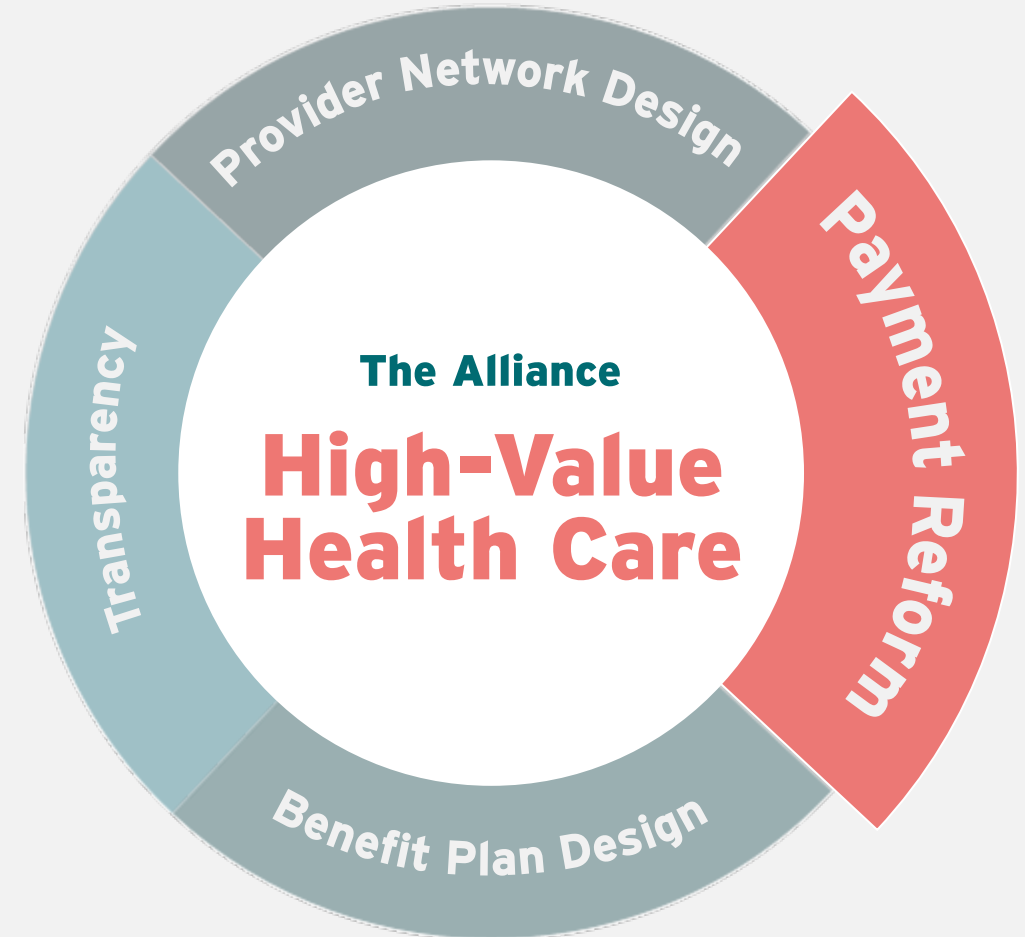 Provider Network Design
Payment Reform
Benefit Plan Design
Transparency
The Alliance
High-Value
Health Care